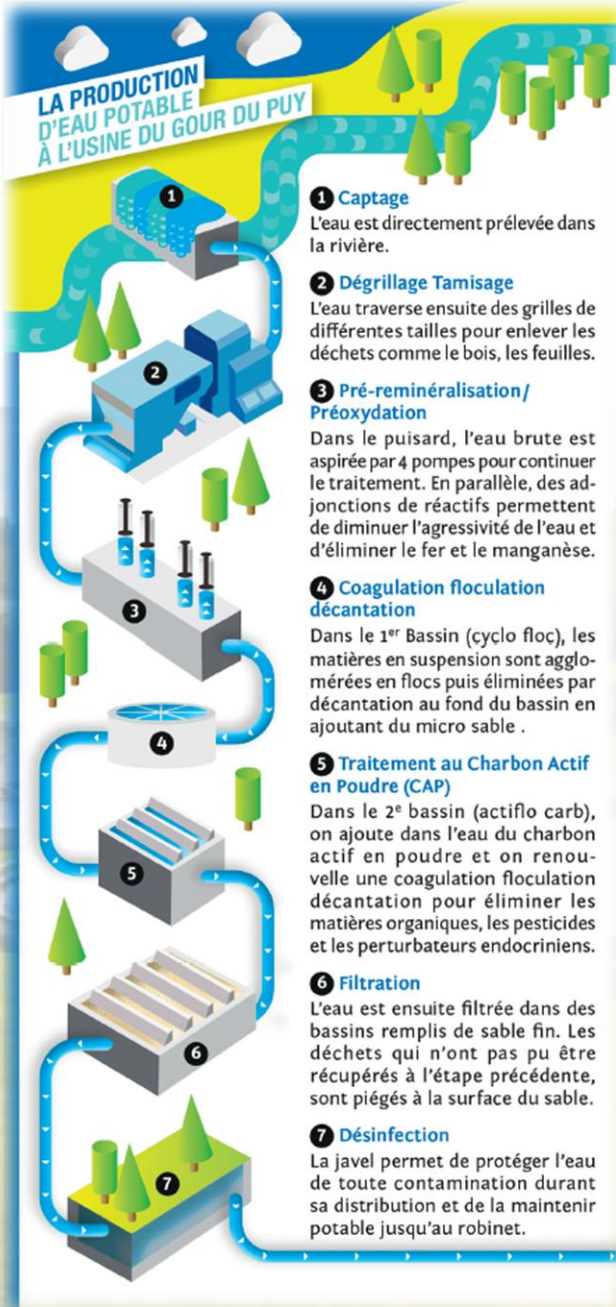 LA PRODUCTION
D'EAU POTABLE
À L'USINE DU GOUR DU PUY
1 Captage
L'eau est directement prélevée dans
la rivière.
2 Dégrillage Tamisage
L'eau traverse ensuite des grilles de
différentes tailles pour enlever les
déchets comme le bois, les feuilles.
3 Pré-reminéralisation/
Préoxydation
Dans le puisard, l'eau brute est
aspirée par 4 pompes pour continuer
le traitement. En parallèle, des ad-
jonctions de réactifs permettent
de diminuer l'agressivité de l'eau et
d'éliminer le fer et le manganèse.
4 Coagulation floculation
décantation
Dans le 1er Bassin (cyclo floc), les
matières en suspension sont agglo-
mérées en flocs puis éliminées par
décantation au fond du bassin en
ajoutant du micro sable .
5 Traitement au Charbon Actif
en Poudre (CAP)
Dans le 2e bassin (actiflo carb),
on ajoute dans l'eau du charbon
actif en poudre et on renou-
velle une coagulation floculation
décantation pour éliminer les
matières organiques, les pesticides
et les perturbateurs endocriniens.
6 Filtration
L'eau est ensuite filtrée dans des
bassins remplis de sable fin. Les
déchets qui n'ont pas pu être
récupérés à l'étape précédente,
sont piégés à la surface du sable.
7 Désinfection
La javel permet de protéger l'eau
de toute contamination durant
sa distribution et de la maintenir
potable jusqu'au robinet.
1
2
3
4
5
6
7